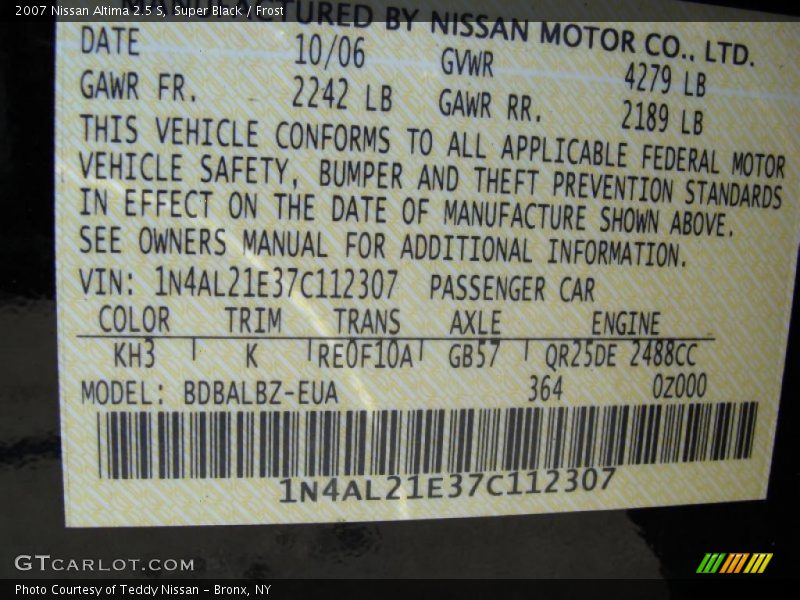 2007 Nissan Altima 2.5 S, Super Black / Frost
MANUFACTURED BY NISSAN MOTOR CO., LTD.
DATE 10/06 GVWR 4279 LB
GAWR FR. 2242 LB GAWR RR. 2189 LB
THIS VEHICLE CONFORMS TO ALL APPLICABLE FEDERAL MOTOR
VEHICLE SAFETY, BUMPER AND THEFT PREVENTION STANDARDS
IN EFFECT ON THE DATE OF MANUFACTURE SHOWN ABOVE.
SEE OWNERS MANUAL FOR ADDITIONAL INFORMATION.
VIN: 1N4AL21E37C112307 PASSENGER CAR
COLOR TRIM TRANS AXLE ENGINE
KH3 K RE0F10A GB57 QR25DE 2488CC
MODEL: BDBALBZ-EUA 364 0Z000
1N4AL21E37C112307
GTCARLOT.COM
Photo Courtesy of Teddy Nissan - Bronx, NY